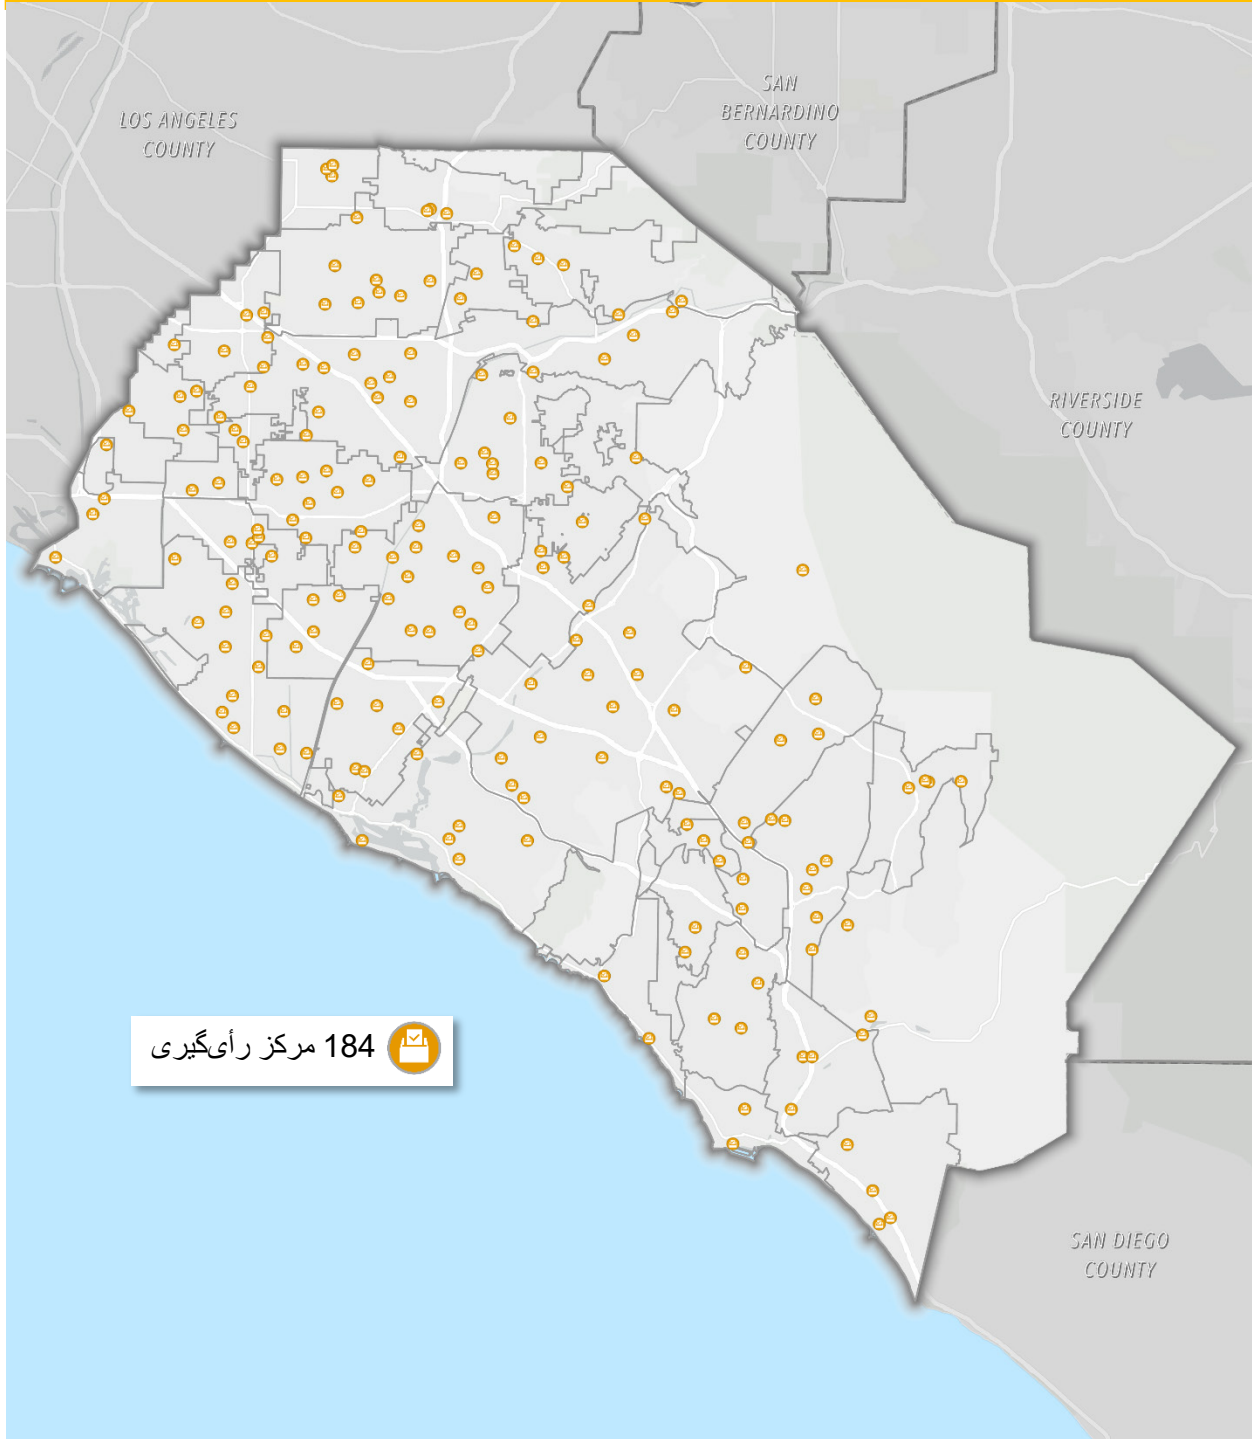 LOS ANGELES
COUNTY
SAN
BERNARDINO
COUNTY
RIVERSIDE
COUNTY
184 مرکز رأی‌گیری
SAN DIEGO
COUNTY